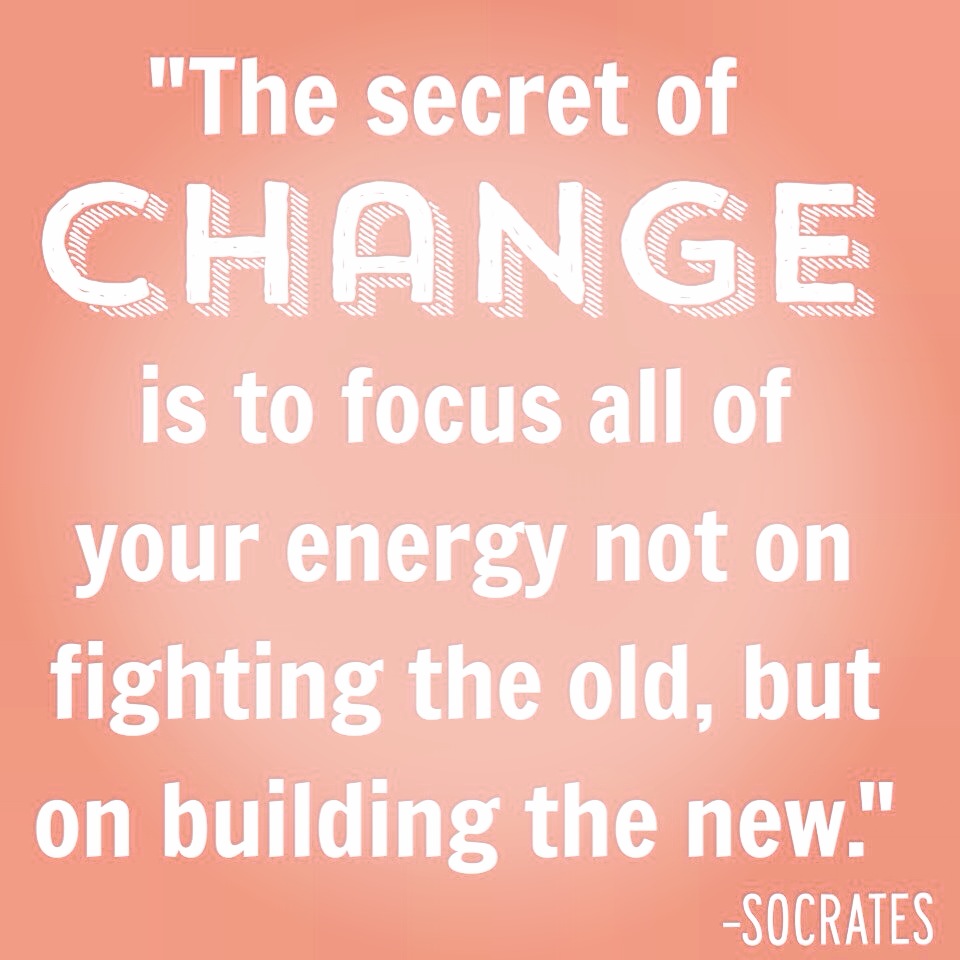 "The secret of
CHANGE
is to focus all of
your energy not on
fighting the old, but
on building the new."
-SOCRATES